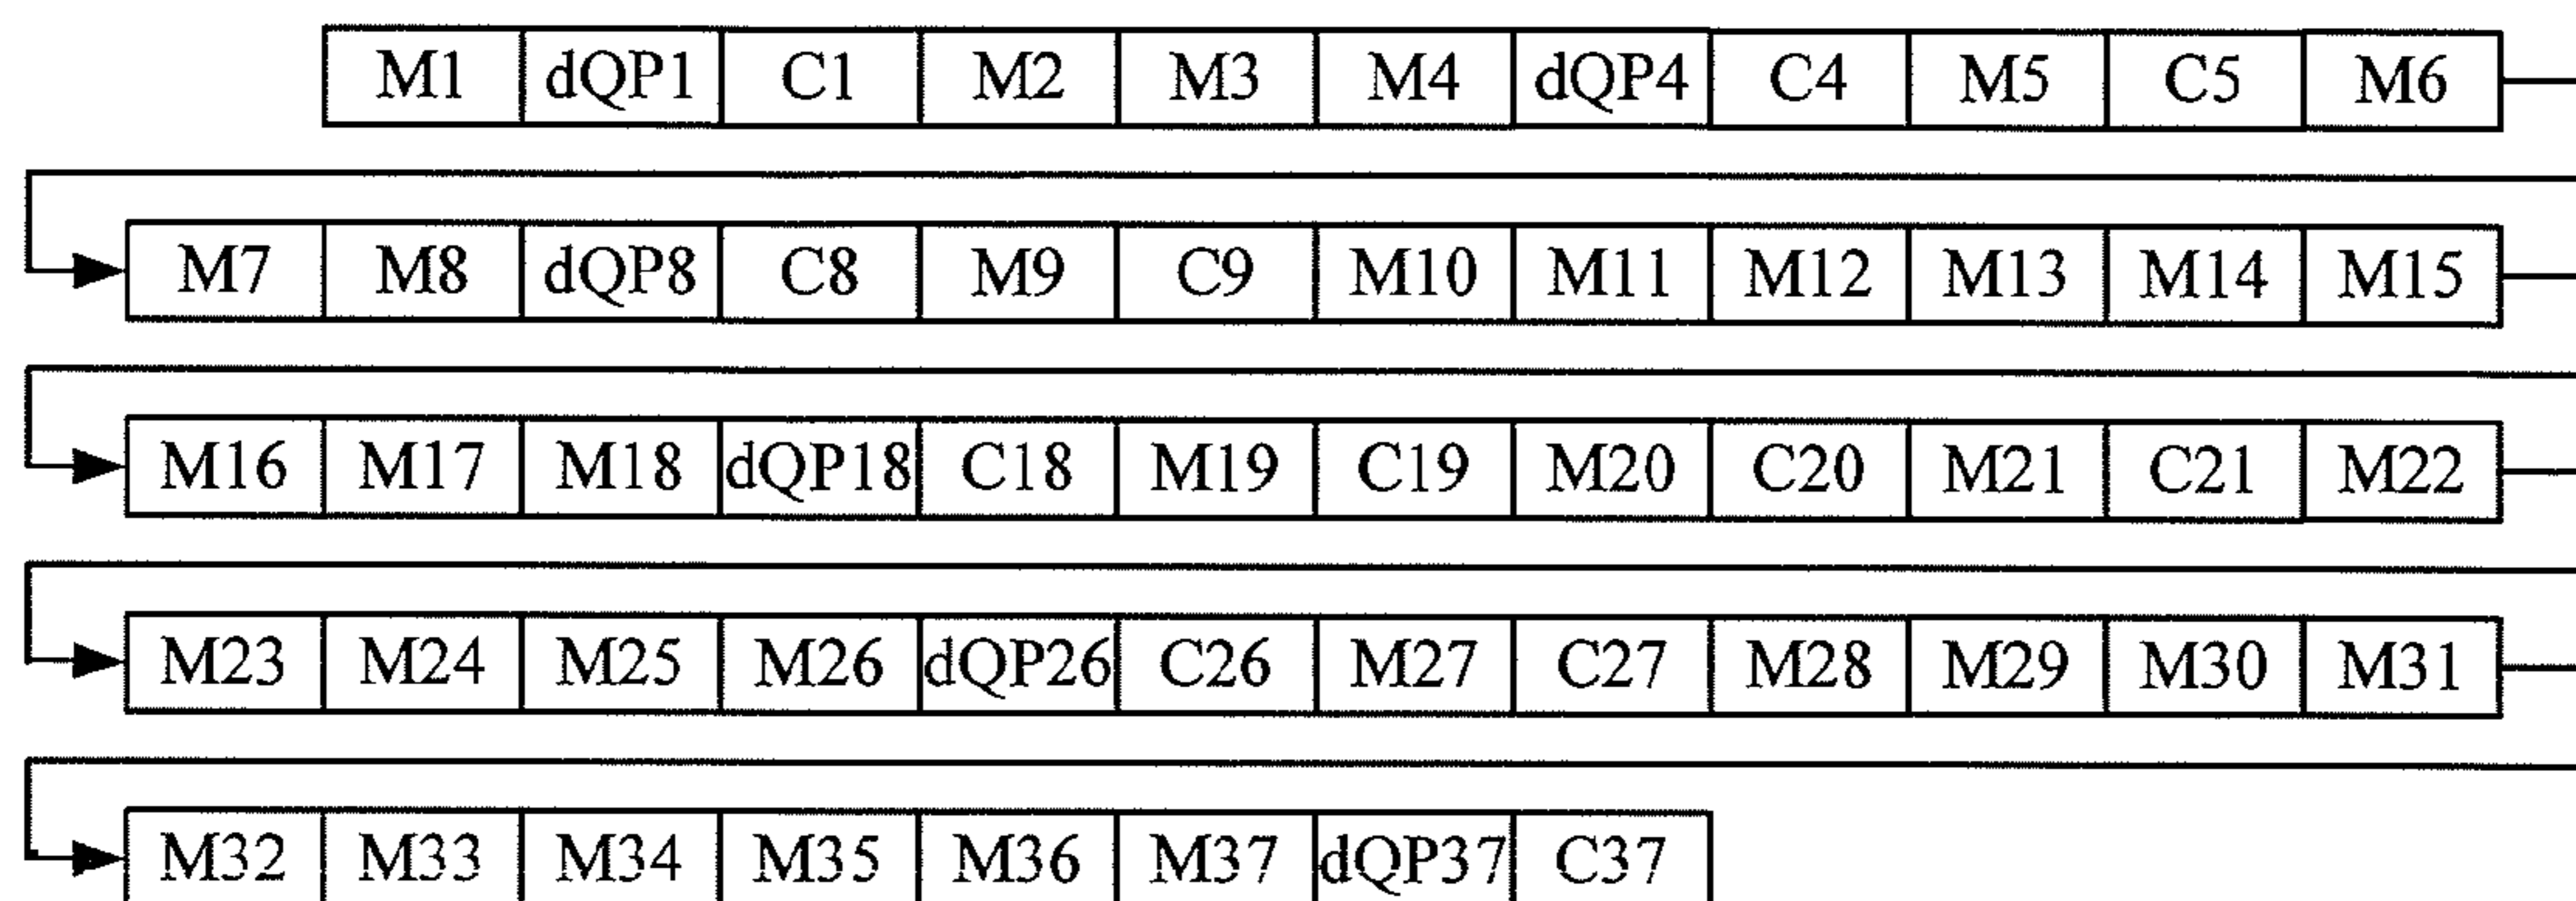 M1 dQP1 C1 M2 M3 M4 dQP4 C4 M5 C5 M6
M7 M8 dQP8 C8 M9 C9 M10 M11 M12 M13 M14 M15
M16 M17 M18 dQP18 C18 M19 C19 M20 C20 M21 C21 M22
M23 M24 M25 M26 dQP26 C26 M27 C27 M28 M29 M30 M31
M32 M33 M34 M35 M36 M37 dQP37 C37